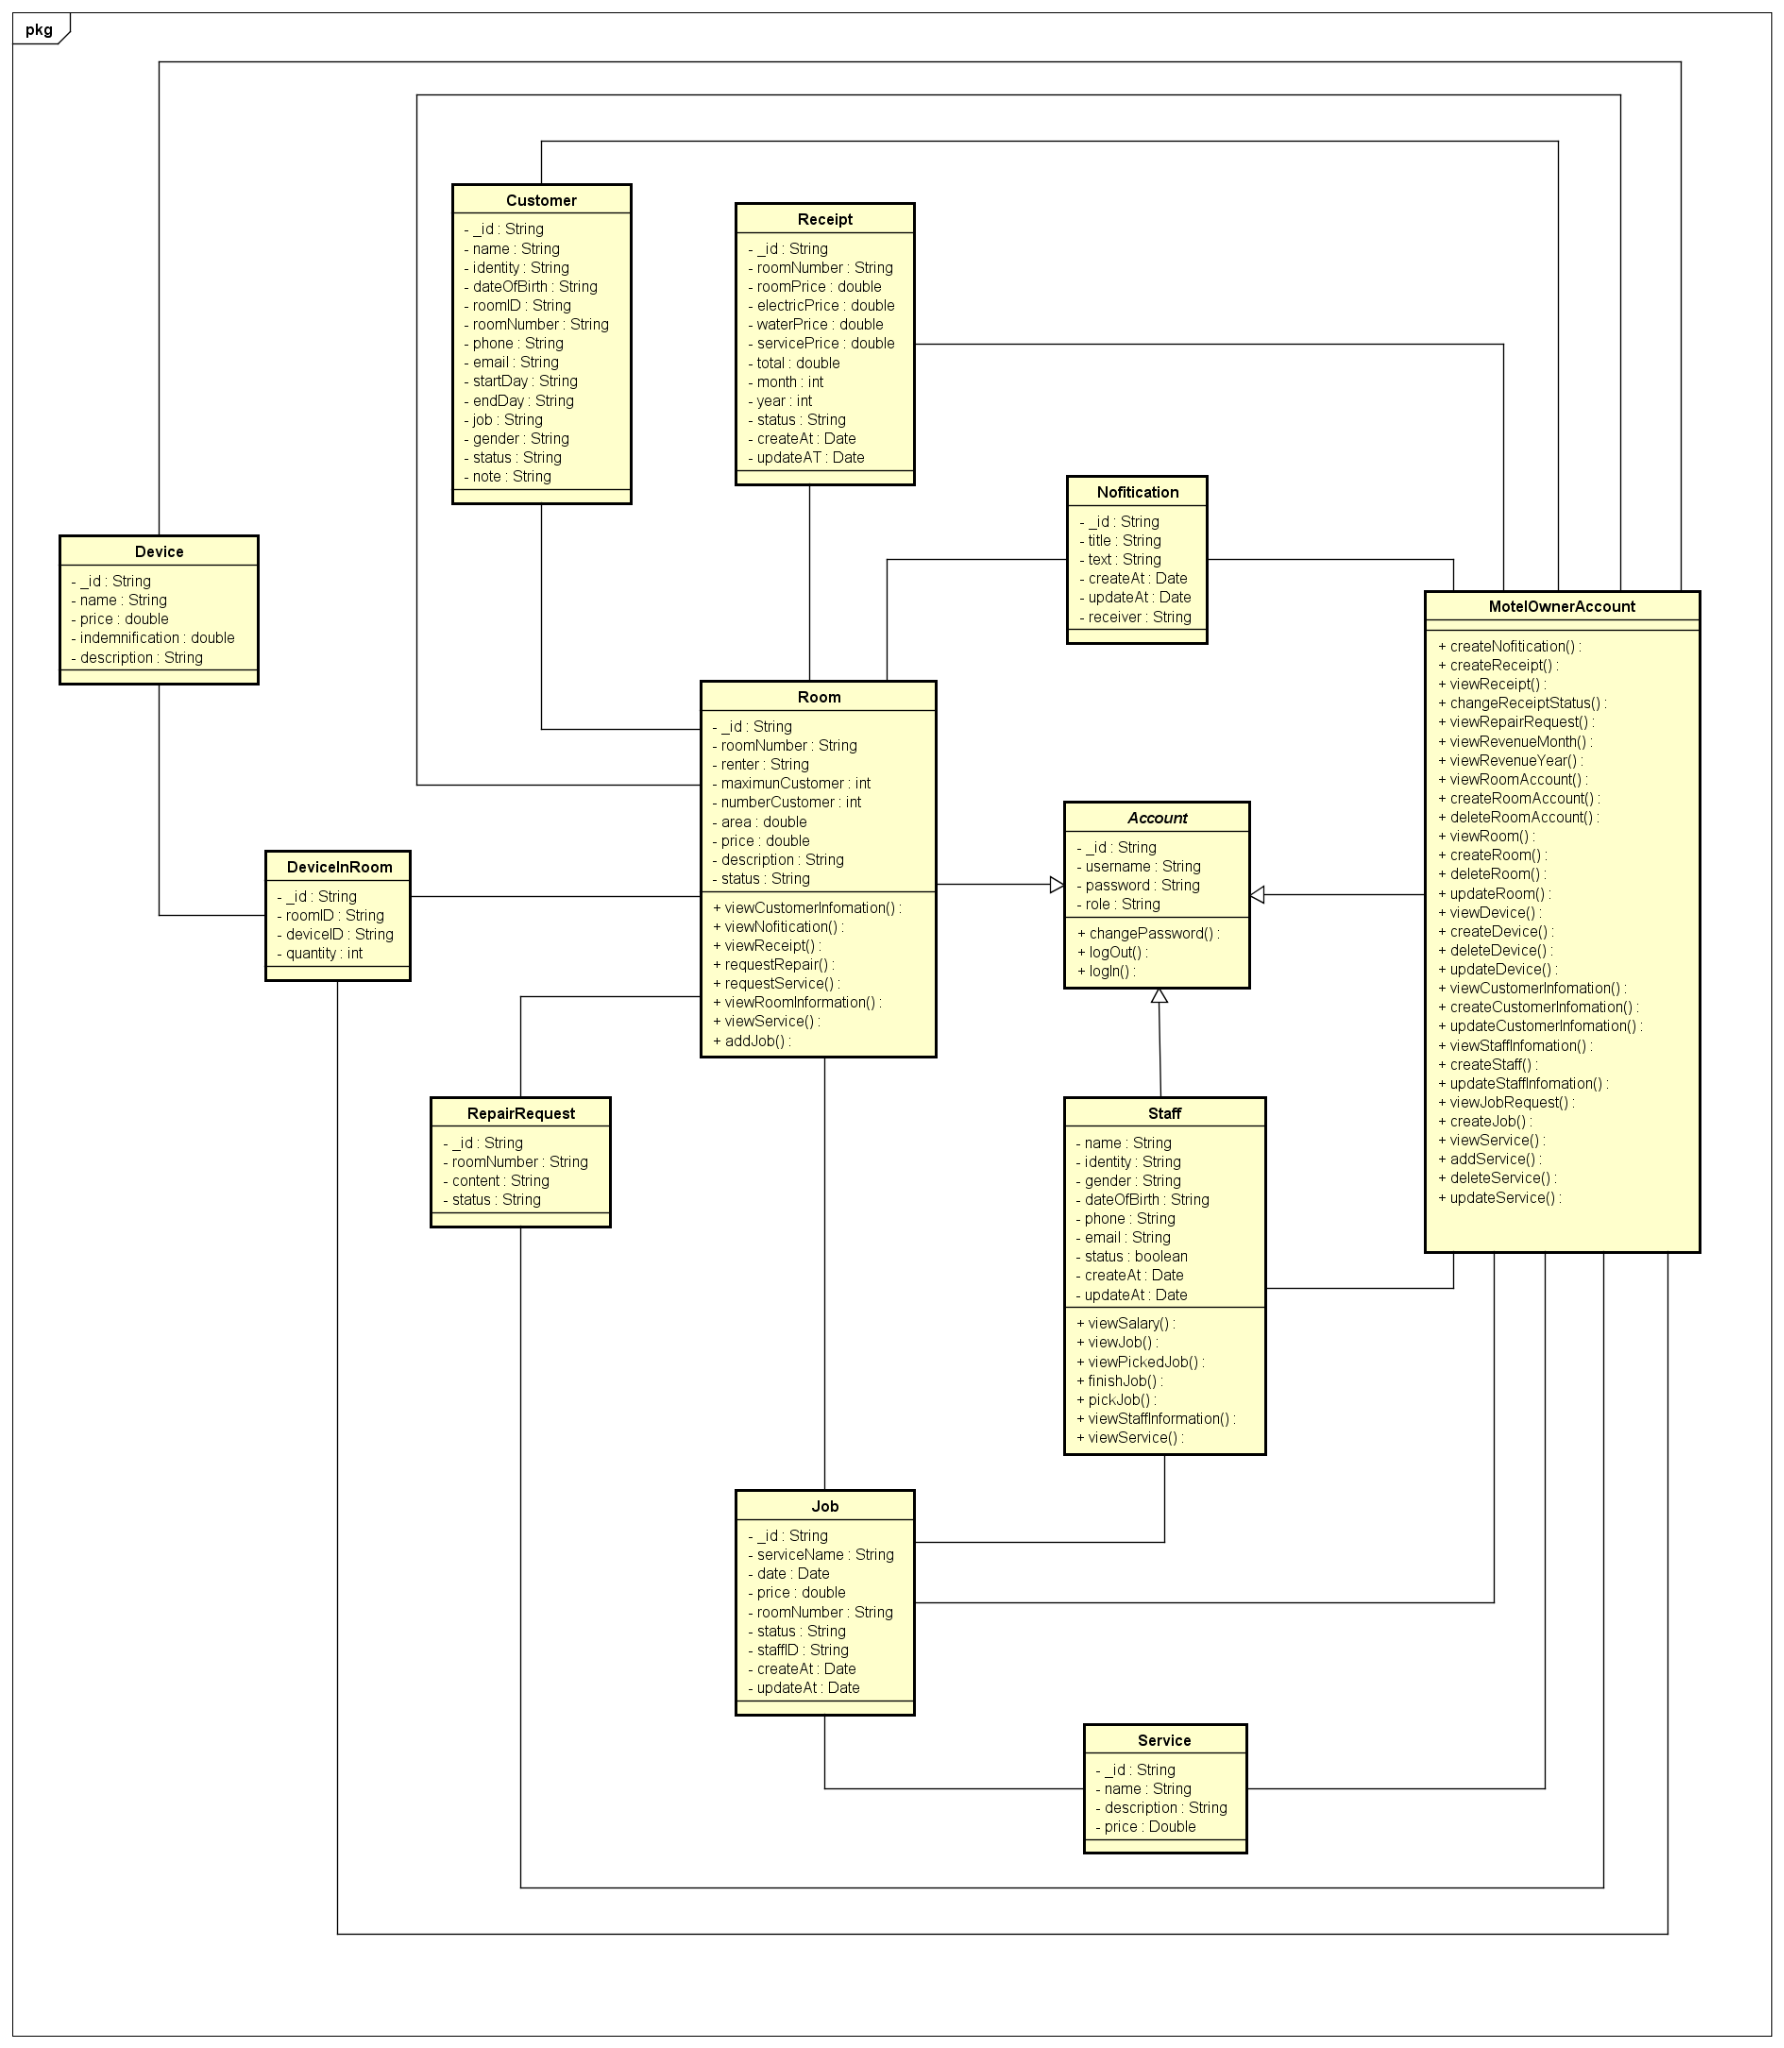 pkg
Customer
- _id : String
- name : String
- identity : String
- dateOfBirth : String
- roomID : String
- roomNumber : String
- phone : String
- email : String
- startDay : String
- endDay : String
- job : String
- gender : String
- status : String
- note : String
Receipt
- _id : String
- roomNumber : String
- roomPrice : double
- electricPrice : double
- waterPrice : double
- servicePrice : double
- total : double
- month : int
- year : int
- status : String
- createAt : Date
- updateAT : Date
Nofitication
- _id : String
- title : String
- text : String
- createAt : Date
- updateAt : Date
- receiver : String
Device
- _id : String
- name : String
- price : double
- indemnification : double
- description : String
MotelOwnerAccount
+ createNofitication() :
+ createReceipt() :
+ viewReceipt() :
+ changeReceiptStatus() :
+ viewRepairRequest() :
+ viewRevenueMonth() :
+ viewRevenueYear() :
+ viewRoomAccount() :
+ createRoomAccount() :
+ deleteRoomAccount() :
+ viewRoom() :
+ createRoom() :
+ deleteRoom() :
+ updateRoom() :
+ viewDevice() :
+ createDevice() :
+ deleteDevice() :
+ updateDevice() :
+ viewCustomerInfomation() :
+ createCustomerInfomation() :
+ updateCustomerInfomation() :
+ viewStaffInfomation() :
+ createStaff() :
+ updateStaffInfomation() :
+ viewJobRequest() :
+ createJob() :
+ viewService() :
+ addService() :
+ deleteService() :
+ updateService() :
Room
- _id : String
- roomNumber : String
- renter : String
- maximunCustomer : int
- numberCustomer : int
- area : double
- price : double
- description : String
- status : String
+ viewCustomerInfomation() :
+ viewNofitication() :
+ viewReceipt() :
+ requestRepair() :
+ requestService() :
+ viewRoomInformation() :
+ viewService() :
+ addJob() :
Account
- _id : String
- username : String
- password : String
- role : String
+ changePassword() :
+ logOut() :
+ logIn() :
DeviceInRoom
- _id : String
- roomID : String
- deviceID : String
- quantity : int
RepairRequest
- _id : String
- roomNumber : String
- content : String
- status : String
Staff
- name : String
- identity : String
- gender : String
- dateOfBirth : String
- phone : String
- email : String
- status : boolean
- createAt : Date
- updateAt : Date
+ viewSalary() :
+ viewJob() :
+ viewPickedJob() :
+ finishJob() :
+ pickJob() :
+ viewStaffInformation() :
+ viewService() :
Job
- _id : String
- serviceName : String
- date : Date
- price : double
- roomNumber : String
- status : String
- staffID : String
- createAt : Date
- updateAt : Date
Service
- _id : String
- name : String
- description : String
- price : Double